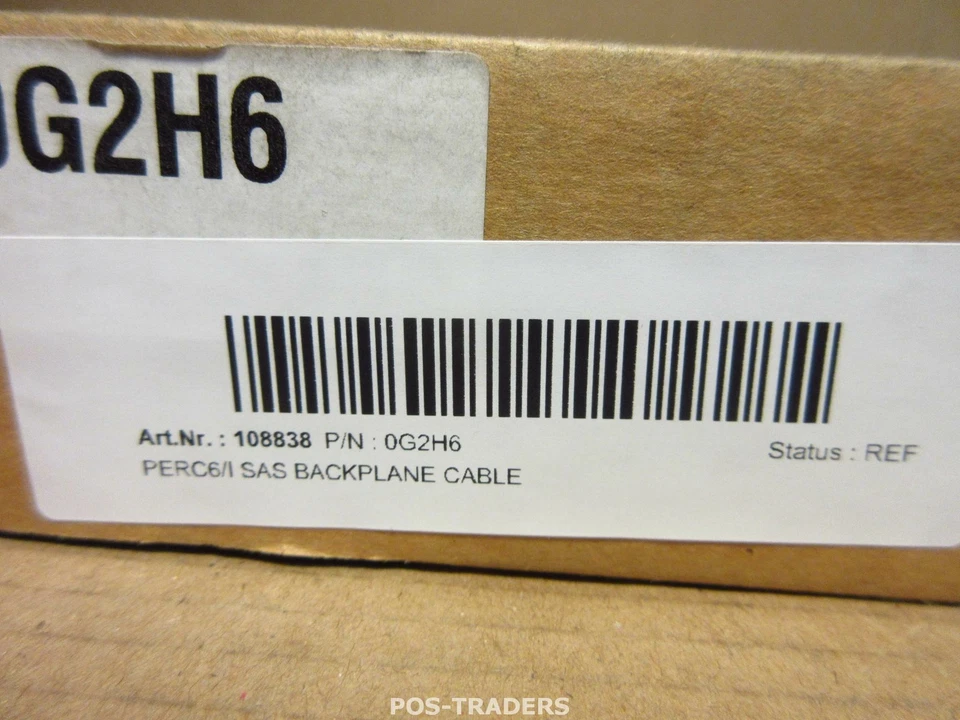 0G2H6
Art.Nr. : 108838 P/N : 0G2H6
Status : REF
PERC6/I SAS BACKPLANE CABLE
POS-TRADERS